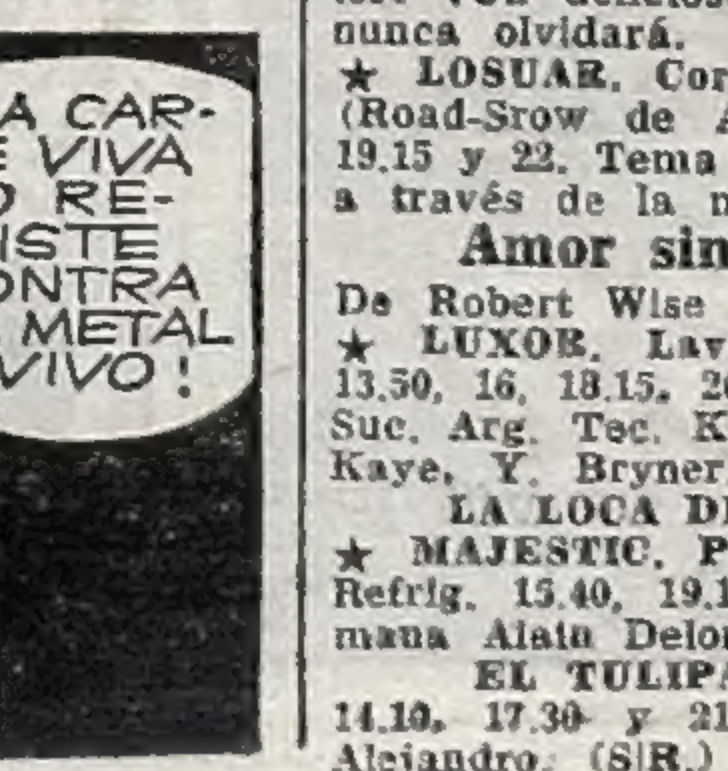 A CAR-
E VIVA
O RE-
ISTE
ONTRA
METAL
VIVO!
nunca olvidará.
★ LOSUAR. Cor
(Road-Srow de A
19.15 y 22. Tema
a través de la
Amor sin
De Robert Wise
★ LUXOR. Lav
13.50, 16, 18.15, 2
Suc. Arg. Tec. K
Kaye, Y. Bryner
LA LOCA D
★ MAJESTIC. P
Refrig. 15.40, 19.1
mana Alain Delo
EL TULIPA
14.10, 17.30 y 21
Alejandro. (S|R.)